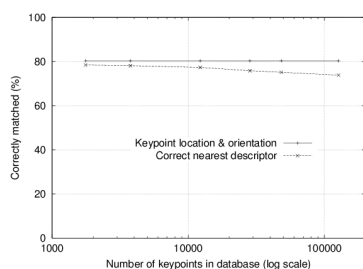 100
80
60
40
20
0
Correctly matched (%)
Keypoint location & orientation
Correct nearest descriptor
1000
10000
100000
Number of keypoints in database (log scale)